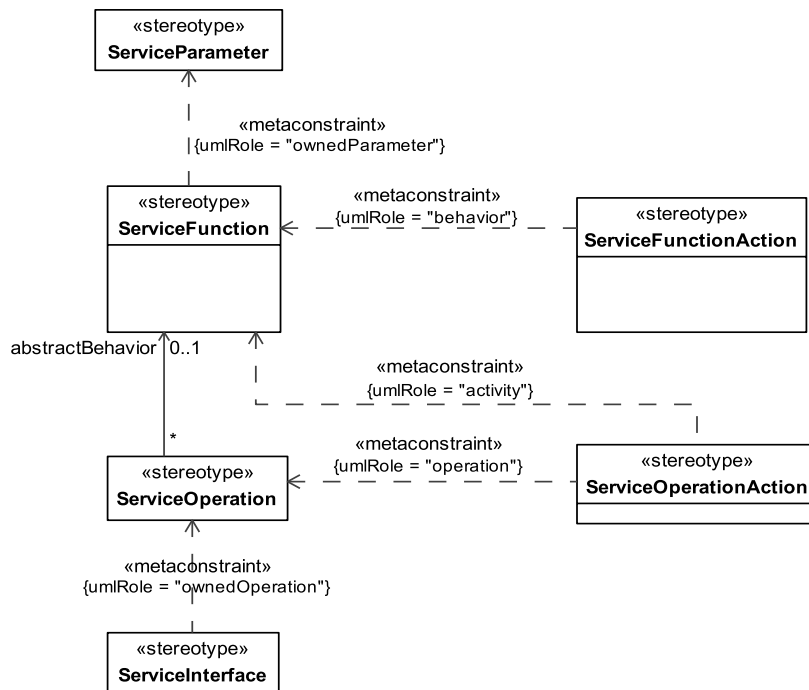 «stereotype»
ServiceParameter
«metaconstraint»
{umlRole = "ownedParameter"}
«stereotype»
ServiceFunction
«metaconstraint»
{umlRole = "behavior"}
«stereotype»
ServiceFunctionAction
abstractBehavior
0..1
«metaconstraint»
{umlRole = "activity"}
*
«metaconstraint»
{umlRole = "operation"}
«stereotype»
ServiceOperation
«stereotype»
ServiceOperationAction
«metaconstraint»
{umlRole = "ownedOperation"}
«stereotype»
ServiceInterface